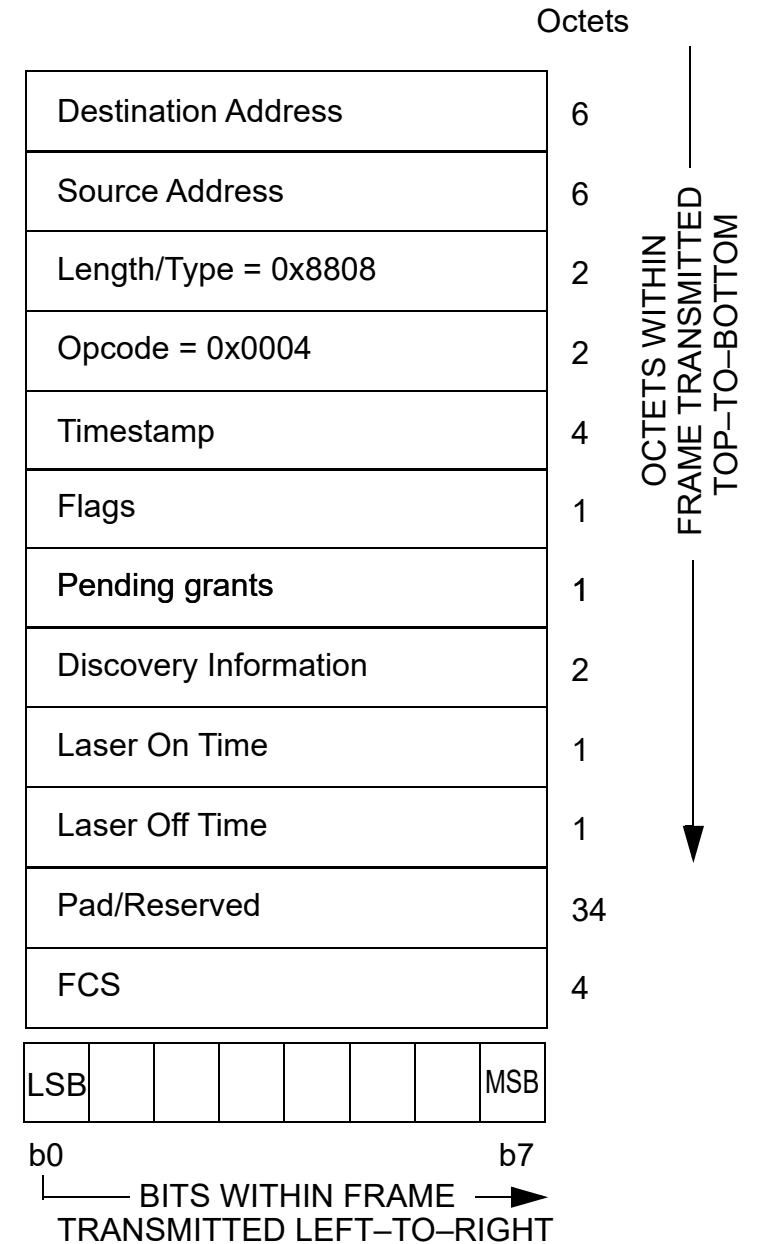 Octets
Destination Address 6
Source Address 6
Length/Type = 0x8808 2
Opcode = 0x0004 2
Timestamp 4
Flags 1
Pending grants 1
Discovery Information 2
Laser On Time 1
Laser Off Time 1
Pad/Reserved 34
FCS 4
OCTETS WITHIN
FRAME TRANSMITTED
TOP–TO–BOTTOM
LSB MSB
b0 b7
BITS WITHIN FRAME
TRANSMITTED LEFT–TO–RIGHT